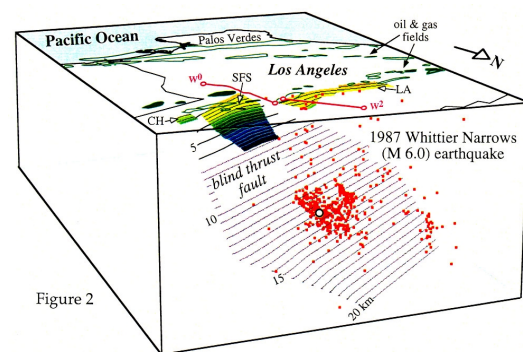 Pacific Ocean
Palos Verdes
oil & gas
fields
N
Los Angeles
W0
SFS
LA
W2
CH
5
1987 Whittier Narrows
(M 6.0) earthquake
blind thrust
fault
10
15
Figure 2
20 km